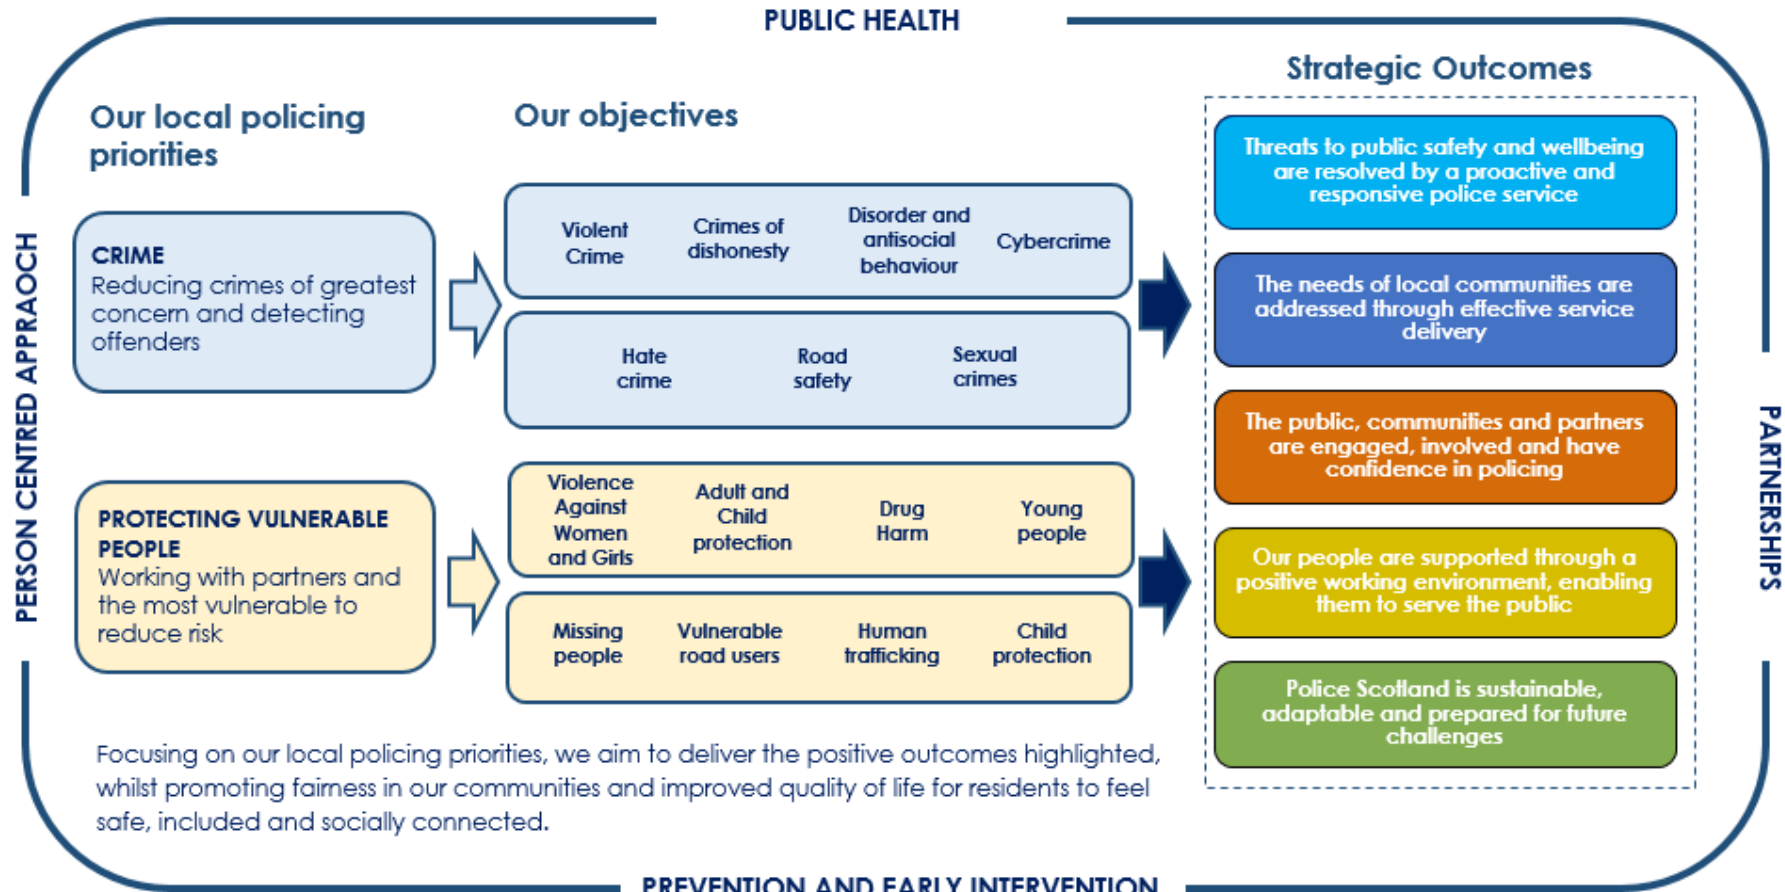 PUBLIC HEALTH
Strategic Outcomes
Our local policing
priorities
Our objectives
CRIME
Reducing crimes of greatest
concern and detecting
offenders
Violent
Crime
Crimes of
dishonesty
Disorder and
antisocial
behaviour
Cybercrime
Hate
crime
Road
safety
Sexual
crimes
PROTECTING VULNERABLE
PEOPLE
Working with partners and
the most vulnerable to
reduce risk
Violence
Against
Women
and Girls
Adult and
Child
protection
Drug
Harm
Young
people
Missing
people
Vulnerable
road users
Human
trafficking
Child
protection
Threats to public safety and wellbeing
are resolved by a proactive and
responsive police service
The needs of local communities are
addressed through effective service
delivery
The public, communities and partners
are engaged, involved and have
confidence in policing
Our people are supported through a
positive working environment, enabling
them to serve the public
Police Scotland is sustainable,
adaptable and prepared for future
challenges
Focusing on our local policing priorities, we aim to deliver the positive outcomes highlighted,
whilst promoting fairness in our communities and improved quality of life for residents to feel
safe, included and socially connected.
PERSON CENTRED APPRAOCH
PARTNERSHIPS
PREVENTION AND EARLY INTERVENTION